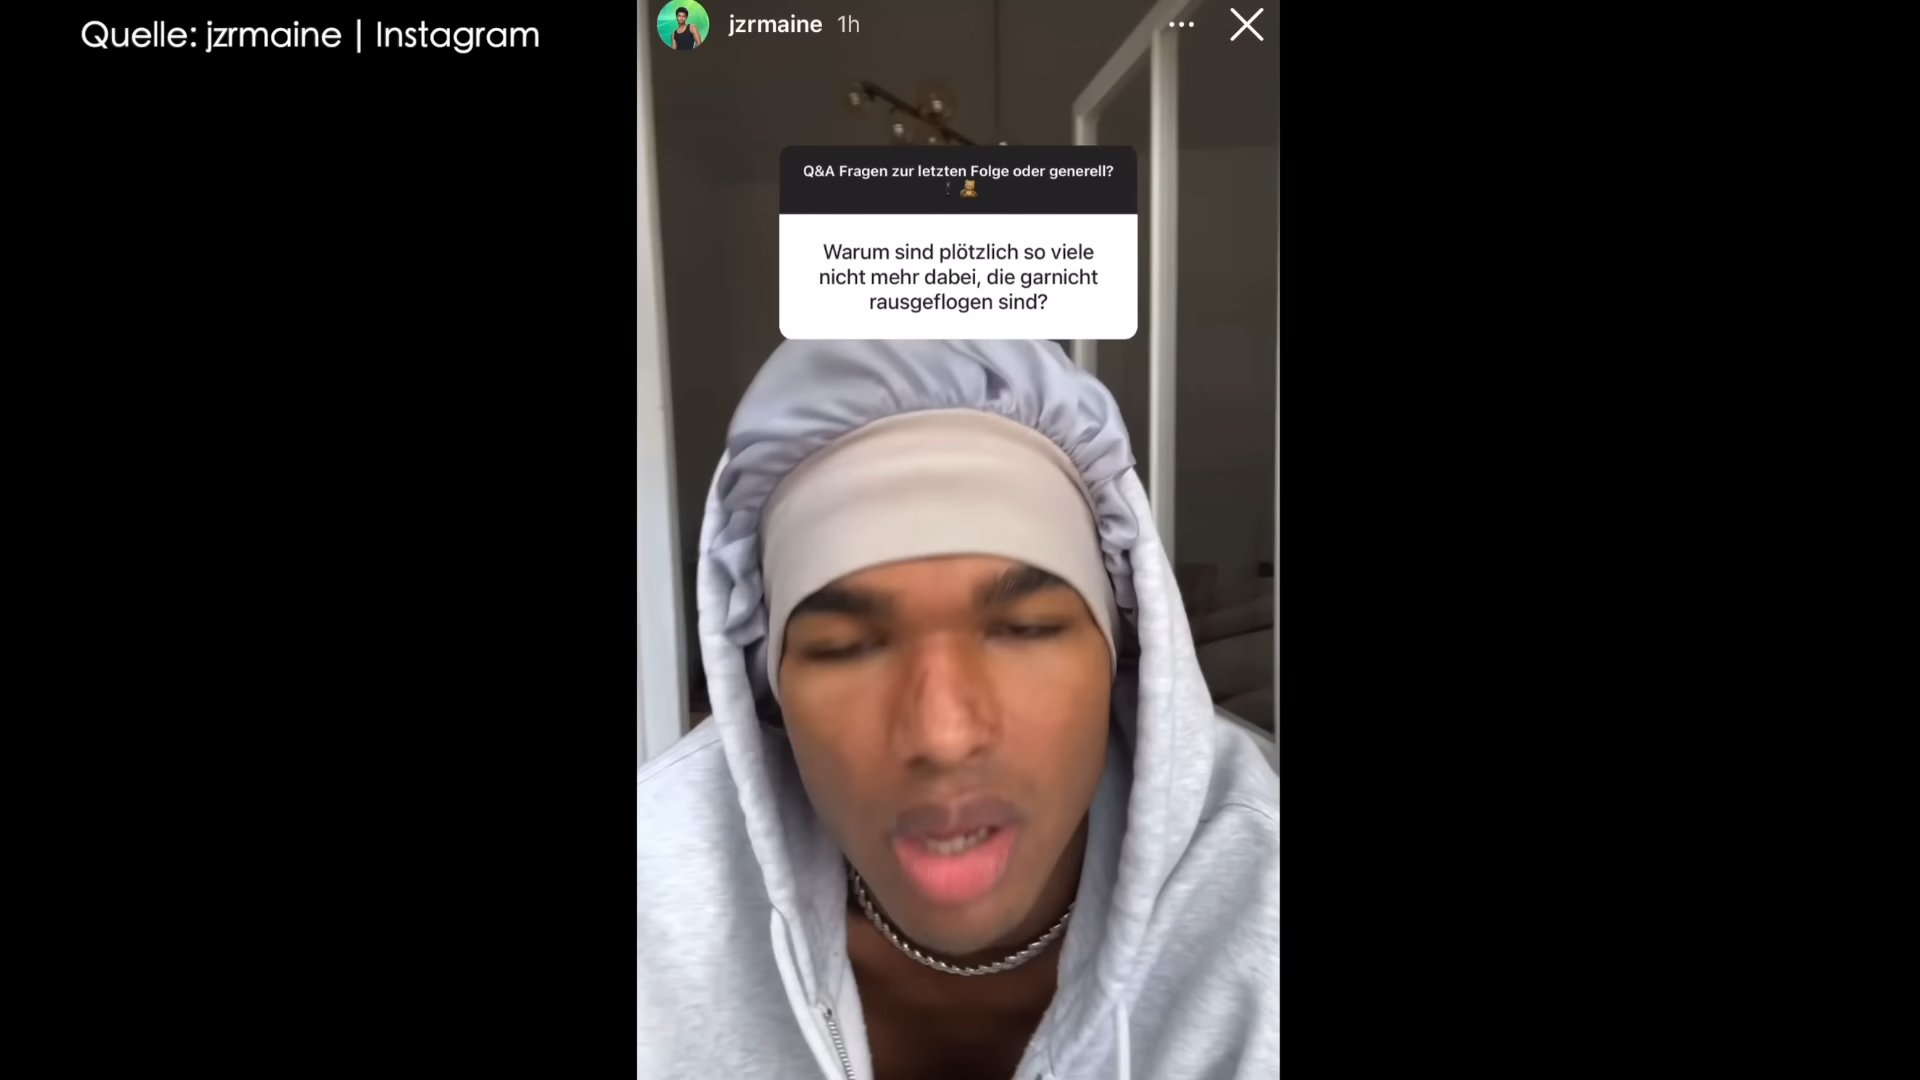 Quelle: jzrmaine | Instagram
jzrmaine 1h
Q&A Fragen zur letzten Folge oder generell?
Warum sind plötzlich so viele
nicht mehr dabei, die garnicht
rausgeflogen sind?